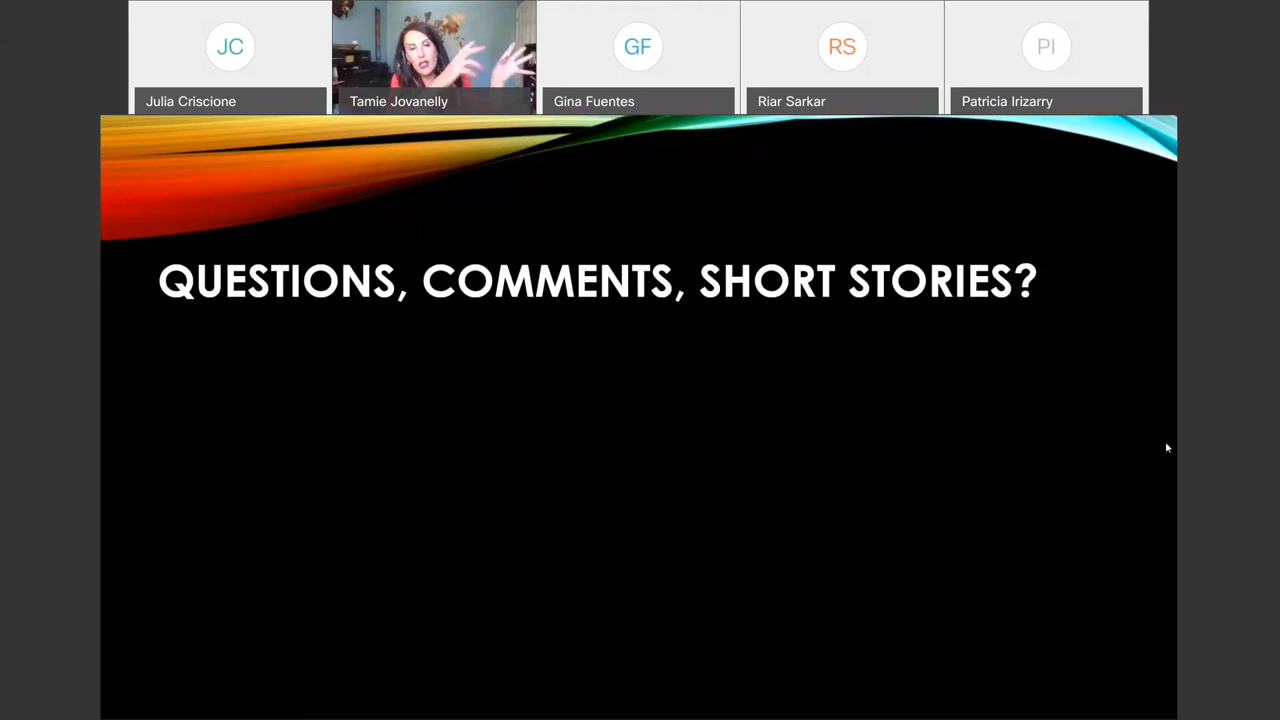 JC
GF
RS
PI
Julia Criscione
Tamie Jovanelly
Gina Fuentes
Riar Sarkar
Patricia Irizarry
QUESTIONS, COMMENTS, SHORT STORIES?